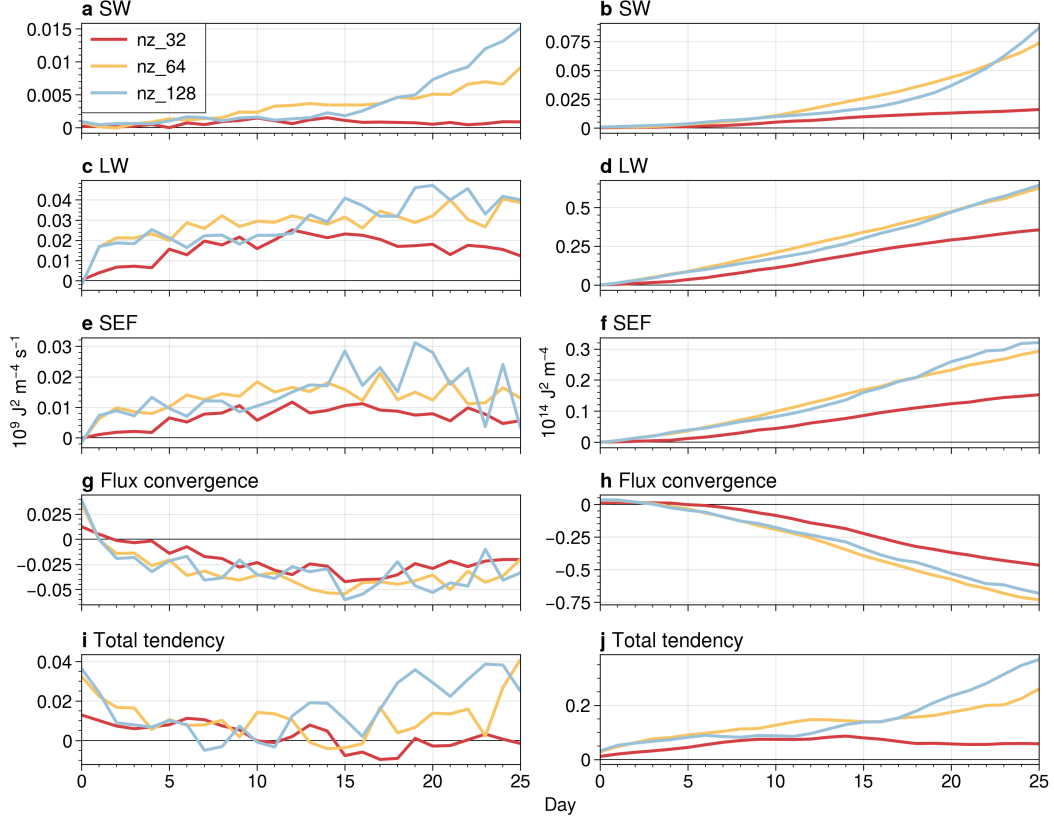 a SW
0.015
0.010
0.005
0
nz_32
nz_64
nz_128
b SW
0.075
0.05
0.025
0
c LW
0.04
0.03
0.02
0.01
0
d LW
0.5
0.25
0
e SEF
0.03
0.02
0.01
0
10⁹ J² m⁻⁴ s⁻¹
f SEF
0.3
0.2
0.1
0
10¹⁴ J² m⁻⁴
g Flux convergence
0.025
0
−0.025
−0.05
h Flux convergence
0
−0.25
−0.5
−0.75
i Total tendency
0.04
0.02
0
0 5 10 15 20 25
j Total tendency
0.2
0
0 5 10 15 20 25
Day